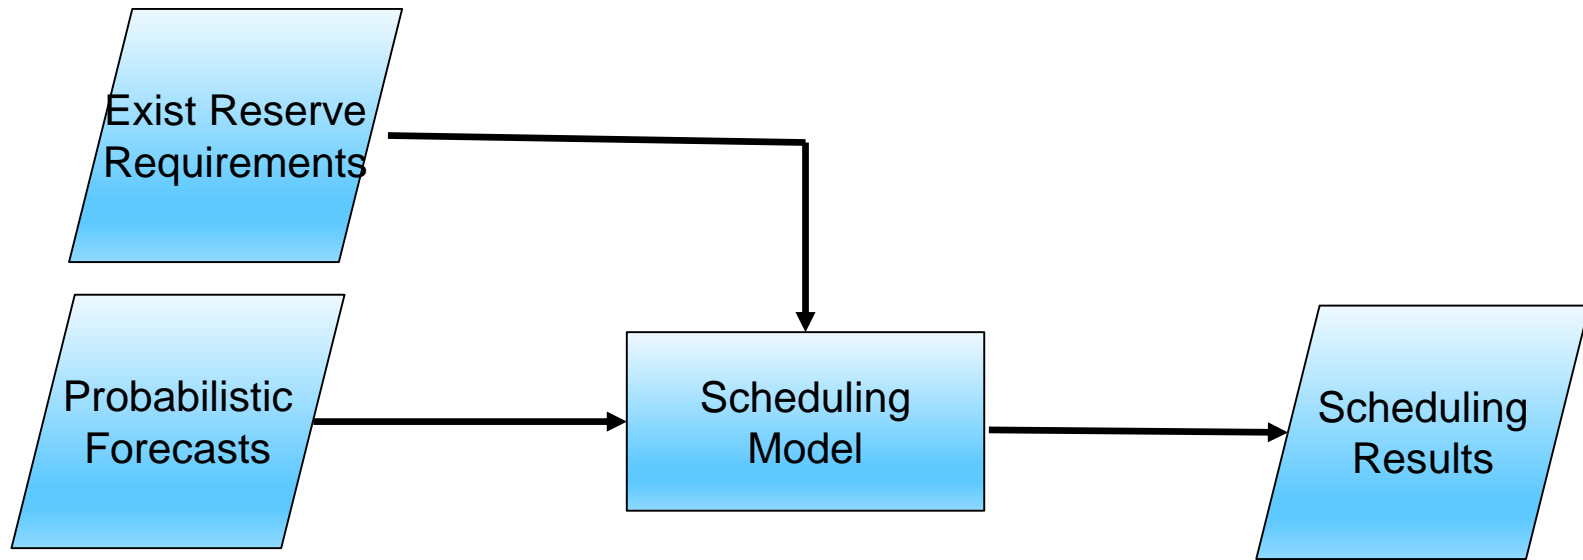 Exist Reserve
Requirements
Probabilistic
Forecasts
Scheduling
Model
Scheduling
Results